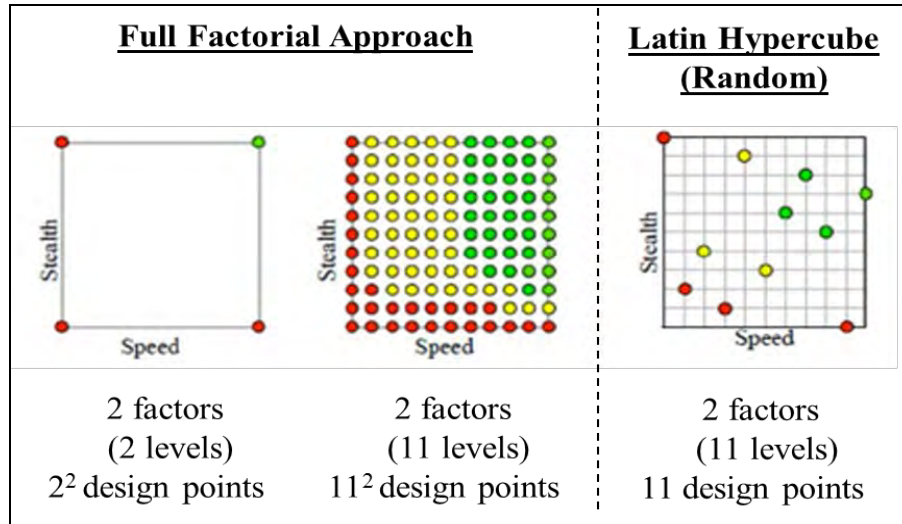 Full Factorial Approach
Latin Hypercube
(Random)
Stealth
Speed
Stealth
Speed
Stealth
Speed
2 factors
(2 levels)
2² design points
2 factors
(11 levels)
11² design points
2 factors
(11 levels)
11 design points